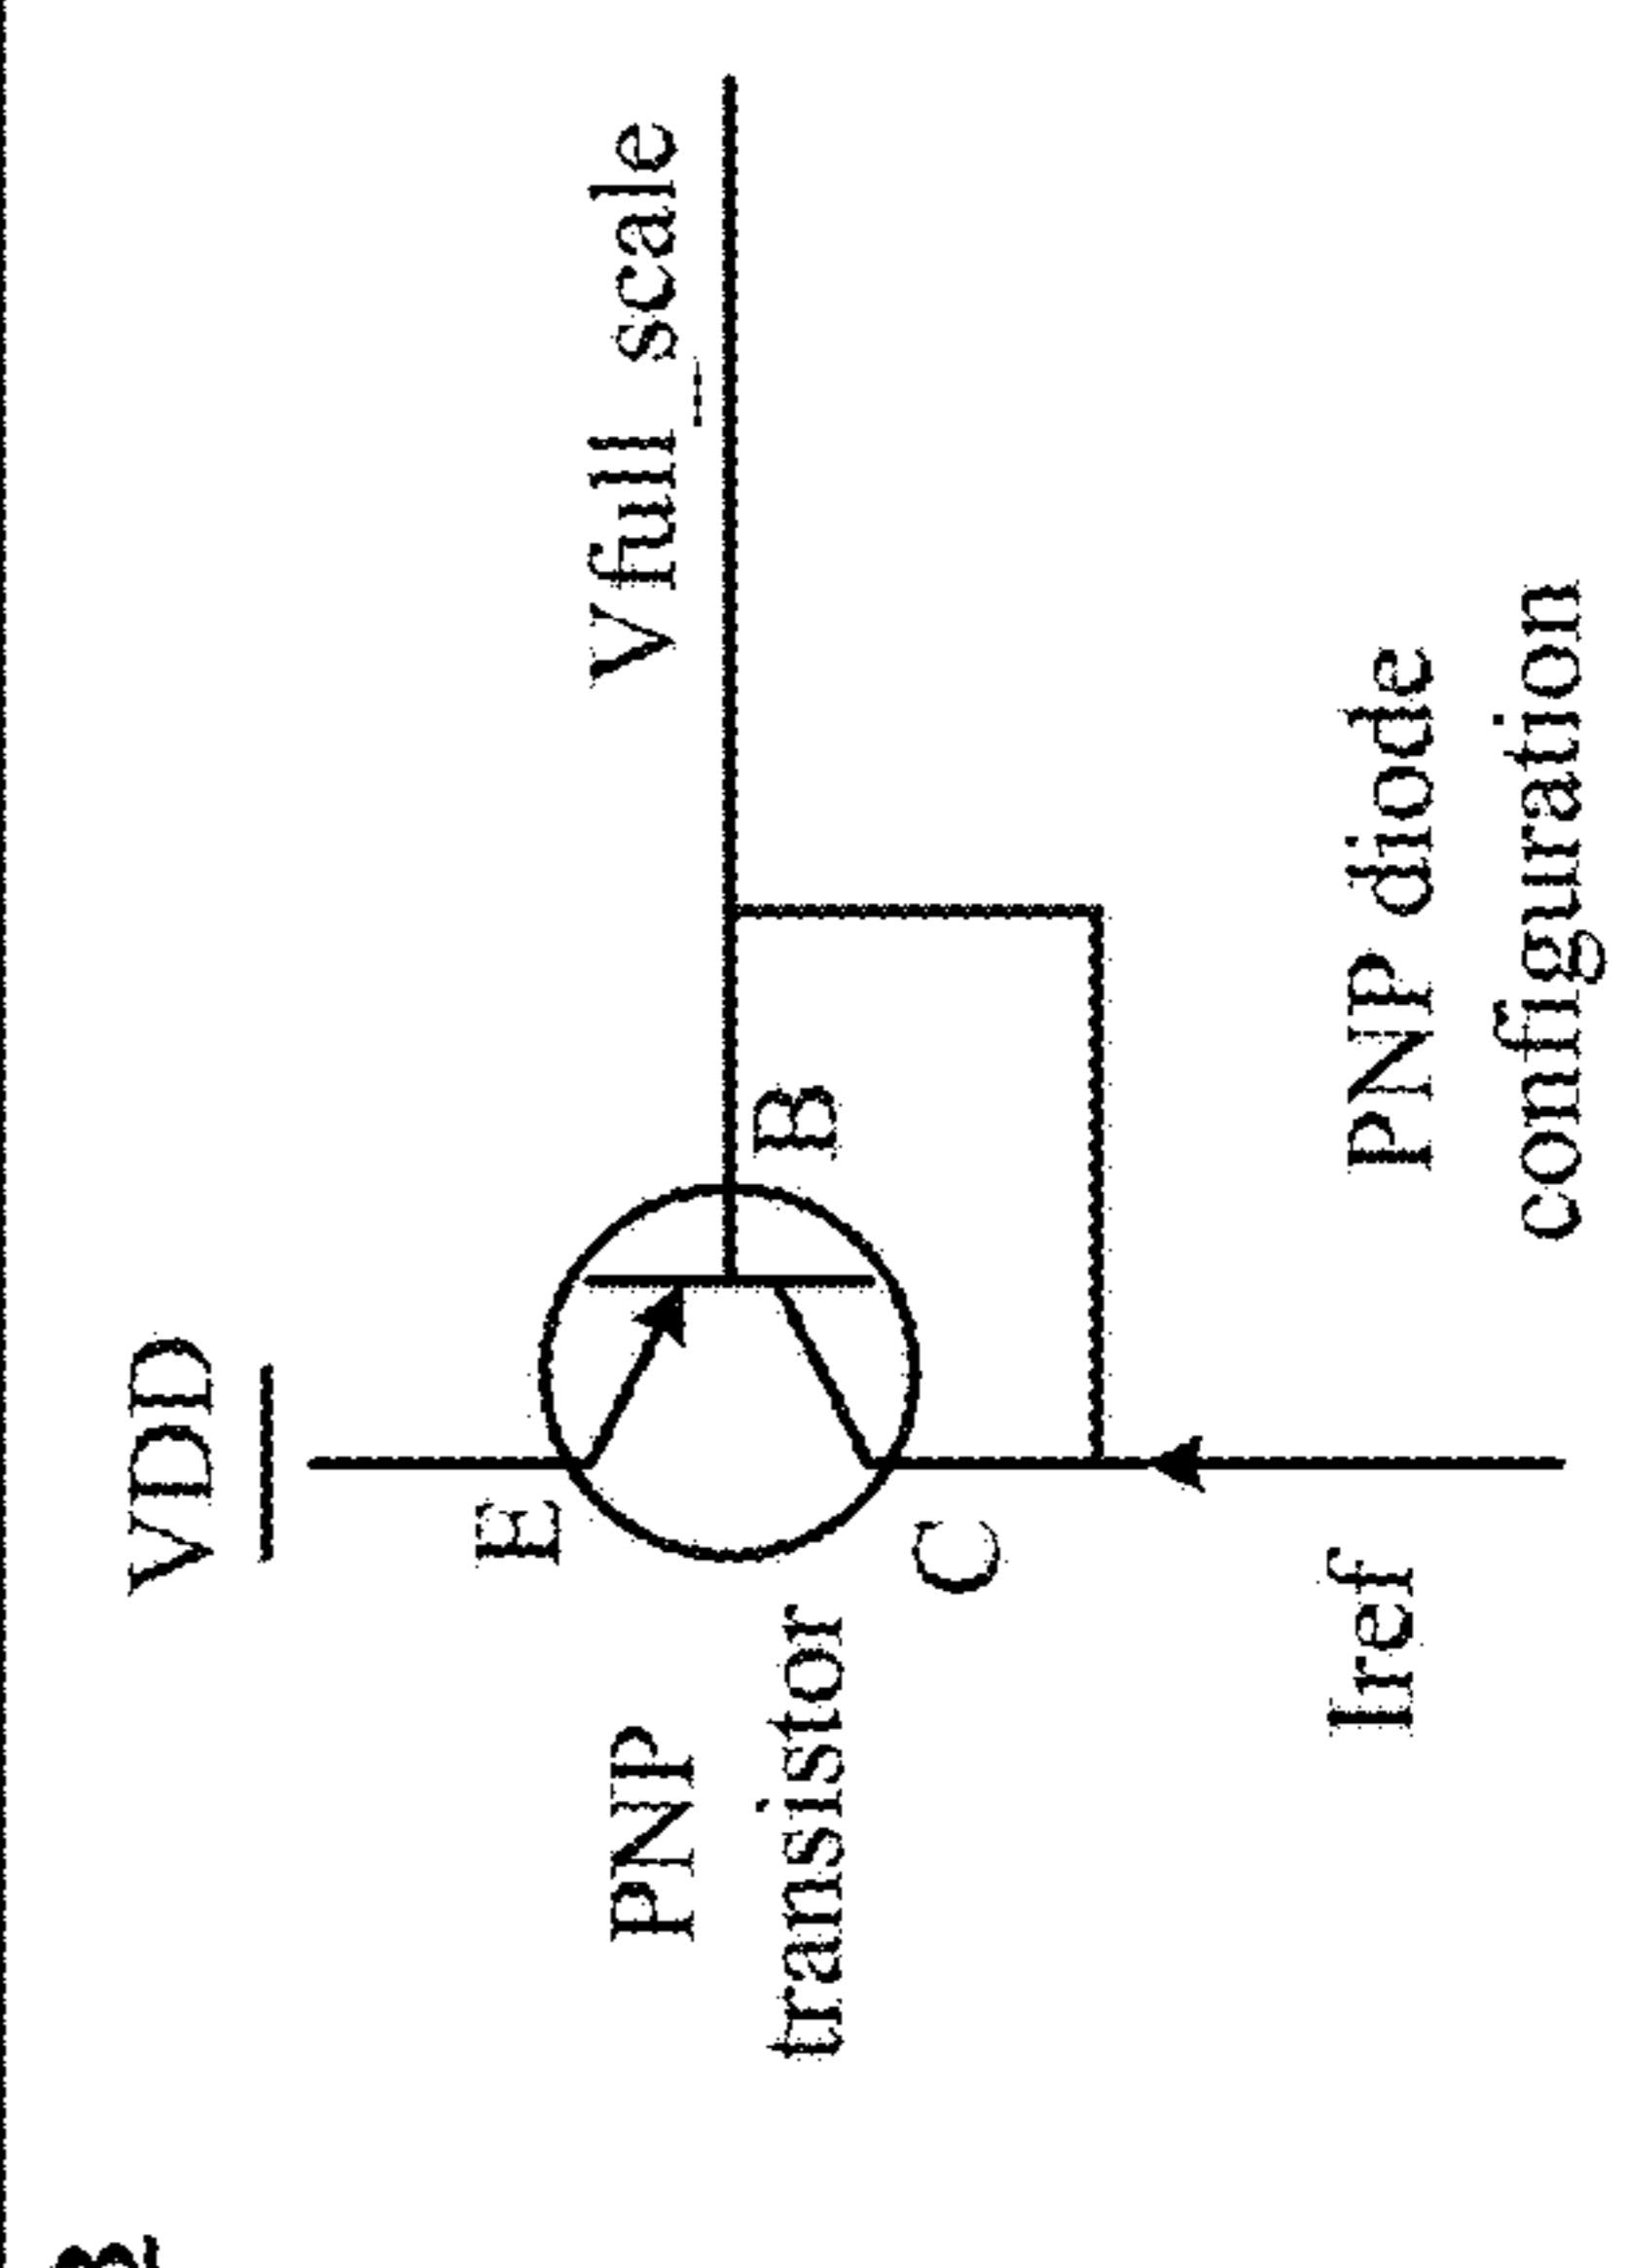 VDD
E
Vfull_scale
PNP
transistor
B
C
Iref
PNP diode
configuration